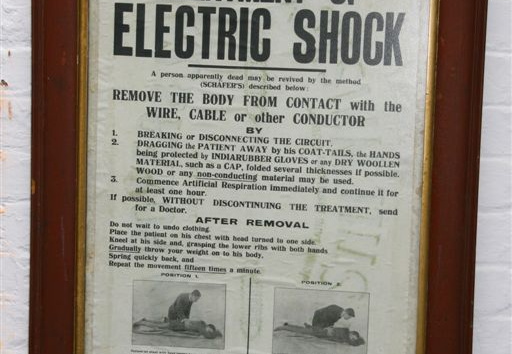 ELECTRIC SHOCK
A person apparently dead may be revived by the method
(SCHAFER'S) described below:
REMOVE THE BODY FROM CONTACT with the
WIRE, CABLE or other CONDUCTOR
BY
1. BREAKING or DISCONNECTING THE CIRCUIT.
2. DRAGGING the PATIENT AWAY by his COAT-TAILS, the HANDS
being protected by INDIARUBBER GLOVES or any DRY WOOLLEN
MATERIAL, such as a CAP, folded several thicknesses if possible.
WOOD or any non-conducting material may be used.
3. Commence Artificial Respiration immediately and continue it for
at least one hour.
If possible, WITHOUT DISCONTINUING THE TREATMENT, send
for a Doctor.
AFTER REMOVAL
Do not wait to undo clothing.
Place the patient on his chest with head turned to one side.
Kneel at his side and, grasping the lower ribs with both hands
Gradually throw your weight on to his body,
Spring quickly back, and
Repeat the movement fifteen times a minute.
POSITION 1.
POSITION 2.